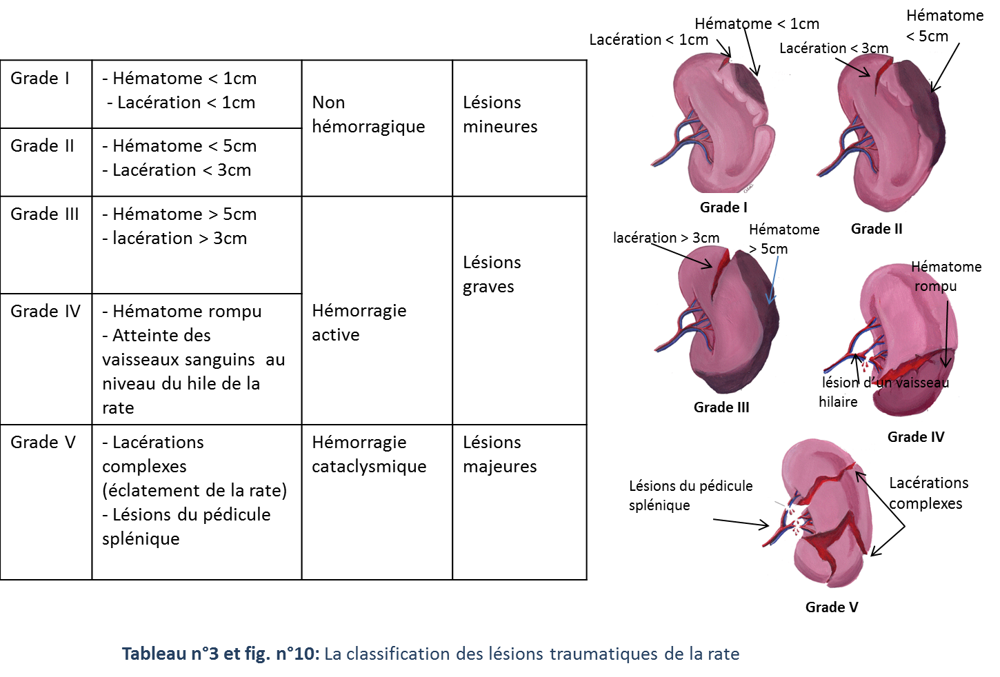 Grade I
- Hématome < 1cm
- Lacération < 1cm
Non
hémorragique
Lésions
mineures
Grade II
- Hématome < 5cm
- Lacération < 3cm
Grade III
- Hématome > 5cm
- lacération > 3cm
Hémorragie
active
Lésions
graves
Grade IV
- Hématome rompu
- Atteinte des
vaisseaux sanguins au
niveau du hile de la
rate
Grade V
- Lacérations
complexes
(éclatement de la rate)
- Lésions du pédicule
splénique
Hémorragie
cataclysmique
Lésions
majeures
Hématome < 1cm
Lacération < 1cm
Grade I
Hématome
< 5cm
Lacération < 3cm
Grade II
lacération > 3cm
Hématome
> 5cm
Grade III
Hématome
rompu
lésion d'un vaisseau
hilaire
Grade IV
Lésions du pédicule
splénique
Lacérations
complexes
Grade V
Tableau n°3 et fig. n°10: La classification des lésions traumatiques de la rate